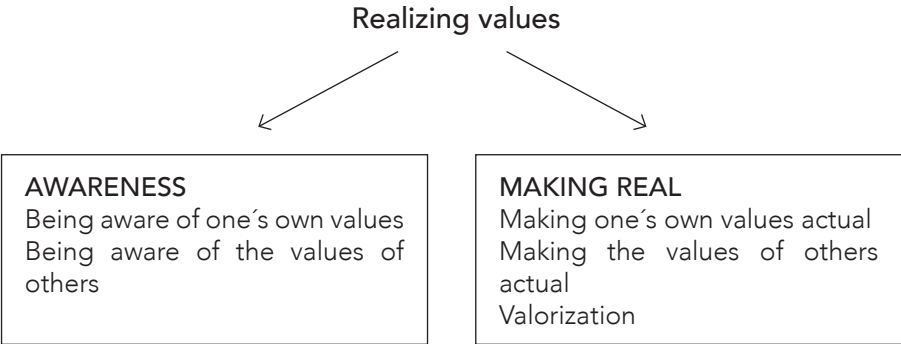 Realizing values
AWARENESS
Being aware of one´s own values
Being aware of the values of
others
MAKING REAL
Making one´s own values actual
Making the values of others
actual
Valorization